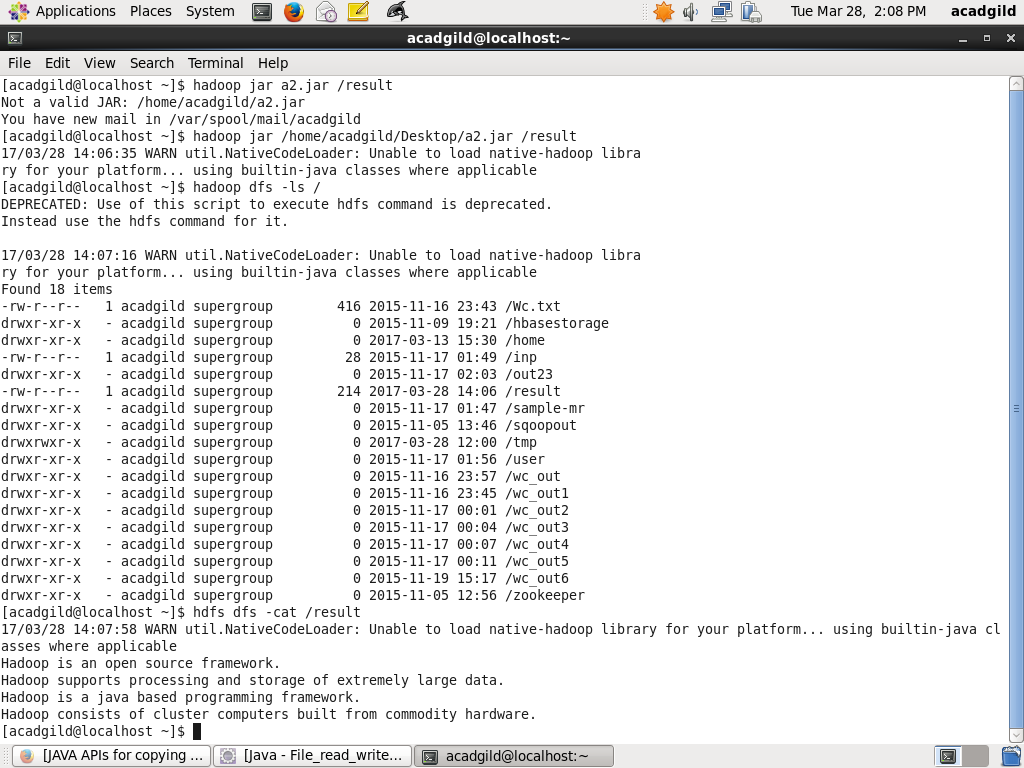 Applications Places System Tue Mar 28, 2:08 PM acadgild
acadgild@localhost:~
File Edit View Search Terminal Help
[acadgild@localhost ~]$ hadoop jar a2.jar /result
Not a valid JAR: /home/acadgild/a2.jar
You have new mail in /var/spool/mail/acadgild
[acadgild@localhost ~]$ hadoop jar /home/acadgild/Desktop/a2.jar /result
17/03/28 14:06:35 WARN util.NativeCodeLoader: Unable to load native-hadoop libra
ry for your platform... using builtin-java classes where applicable
[acadgild@localhost ~]$ hadoop dfs -ls /
DEPRECATED: Use of this script to execute hdfs command is deprecated.
Instead use the hdfs command for it.

17/03/28 14:07:16 WARN util.NativeCodeLoader: Unable to load native-hadoop libra
ry for your platform... using builtin-java classes where applicable
Found 18 items
-rw-r--r--   1 acadgild supergroup        416 2015-11-16 23:43 /Wc.txt
drwxr-xr-x   - acadgild supergroup          0 2015-11-09 19:21 /hbasestorage
drwxr-xr-x   - acadgild supergroup          0 2017-03-13 15:30 /home
-rw-r--r--   1 acadgild supergroup         28 2015-11-17 01:49 /inp
drwxr-xr-x   - acadgild supergroup          0 2015-11-17 02:03 /out23
-rw-r--r--   1 acadgild supergroup        214 2017-03-28 14:06 /result
drwxr-xr-x   - acadgild supergroup          0 2015-11-17 01:47 /sample-mr
drwxr-xr-x   - acadgild supergroup          0 2015-11-05 13:46 /sqoopout
drwxrwxr-x   - acadgild supergroup          0 2017-03-28 12:00 /tmp
drwxr-xr-x   - acadgild supergroup          0 2015-11-17 01:56 /user
drwxr-xr-x   - acadgild supergroup          0 2015-11-16 23:57 /wc_out
drwxr-xr-x   - acadgild supergroup          0 2015-11-16 23:45 /wc_out1
drwxr-xr-x   - acadgild supergroup          0 2015-11-17 00:01 /wc_out2
drwxr-xr-x   - acadgild supergroup          0 2015-11-17 00:04 /wc_out3
drwxr-xr-x   - acadgild supergroup          0 2015-11-17 00:07 /wc_out4
drwxr-xr-x   - acadgild supergroup          0 2015-11-17 00:11 /wc_out5
drwxr-xr-x   - acadgild supergroup          0 2015-11-19 15:17 /wc_out6
drwxr-xr-x   - acadgild supergroup          0 2015-11-05 12:56 /zookeeper
[acadgild@localhost ~]$ hdfs dfs -cat /result
17/03/28 14:07:58 WARN util.NativeCodeLoader: Unable to load native-hadoop library for your platform... using builtin-java cl
asses where applicable
Hadoop is an open source framework.
Hadoop supports processing and storage of extremely large data.
Hadoop is a java based programming framework.
Hadoop consists of cluster computers built from commodity hardware.
[acadgild@localhost ~]$
[JAVA APIs for copying ... [Java - File_read_write... acadgild@localhost:~